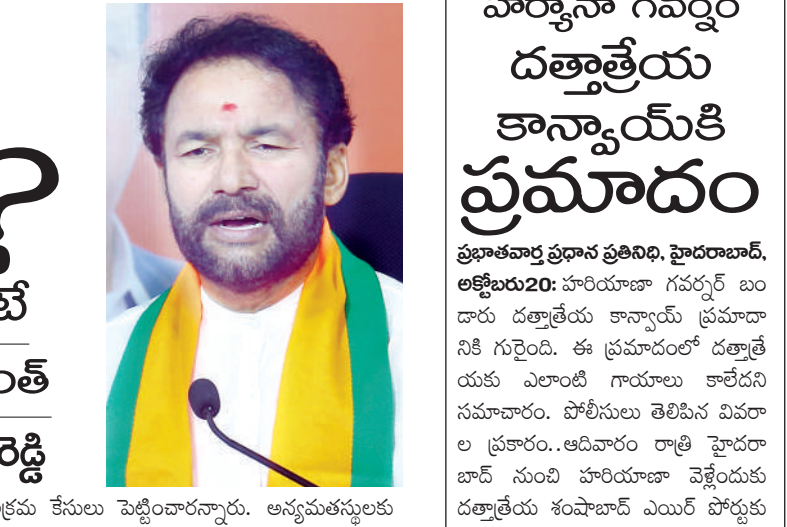 ?
టే
ంత్
రెడ్డి
క్రమ కేసులు పెట్టించారన్నారు. అన్యమతస్థులకు
హర్యానా గవర్నర్
దత్తాత్రేయ
కాన్వాయ్‌కి
ప్రమాదం
ప్రభాతవార్త ప్రధాన ప్రతినిధి, హైదరాబాద్,
అక్టోబరు20: హరియాణా గవర్నర్ బం
డారు దత్తాత్రేయ కాన్వాయ్ ప్రమాదా
నికి గురైంది. ఈ ప్రమాదంలో దత్తాత్రే
యకు ఎలాంటి గాయాలు కాలేదని
సమాచారం. పోలీసులు తెలిపిన వివరా
ల ప్రకారం..ఆదివారం రాత్రి హైదరా
బాద్ నుంచి హరియాణా వెళ్లేందుకు
దత్తాత్రేయ శంషాబాద్ ఎయిర్ పోర్టుకు